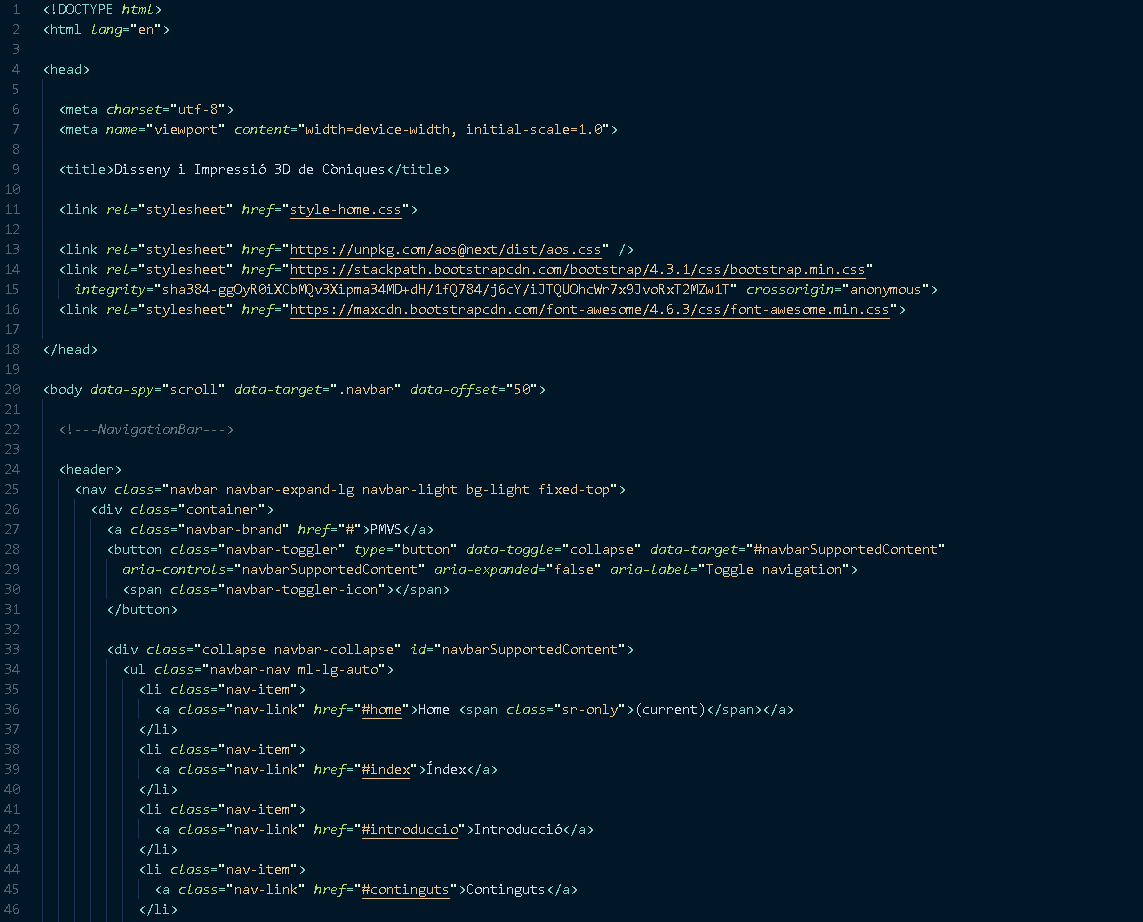 1 <!DOCTYPE html>
2 <html lang="en">
3
4 <head>
5
6 <meta charset="utf-8">
7 <meta name="viewport" content="width=device-width, initial-scale=1.0">
8
9 <title>Disseny i Impressió 3D de Còniques</title>
10
11 <link rel="stylesheet" href="style-home.css">
12
13 <link rel="stylesheet" href="https://unpkg.com/aos@next/dist/aos.css" />
14 <link rel="stylesheet" href="https://stackpath.bootstrapcdn.com/bootstrap/4.3.1/css/bootstrap.min.css"
15 integrity="sha384-ggOyR0iXCbMQv3Xipma34MD+dH/1fQ784/j6cY/iJTQUOhcWr7x9JvoRxT2MZw1T" crossorigin="anonymous">
16 <link rel="stylesheet" href="https://maxcdn.bootstrapcdn.com/font-awesome/4.6.3/css/font-awesome.min.css">
17
18 </head>
19
20 <body data-spy="scroll" data-target=".navbar" data-offset="50">
21
22 <!---NavigationBar--->
23
24 <header>
25 <nav class="navbar navbar-expand-lg navbar-light bg-light fixed-top">
26 <div class="container">
27 <a class="navbar-brand" href="#">PMVS</a>
28 <button class="navbar-toggler" type="button" data-toggle="collapse" data-target="#navbarSupportedContent"
29 aria-controls="navbarSupportedContent" aria-expanded="false" aria-label="Toggle navigation">
30 <span class="navbar-toggler-icon"></span>
31 </button>
32
33 <div class="collapse navbar-collapse" id="navbarSupportedContent">
34 <ul class="navbar-nav ml-lg-auto">
35 <li class="nav-item">
36 <a class="nav-link" href="#home">Home <span class="sr-only">(current)</span></a>
37 </li>
38 <li class="nav-item">
39 <a class="nav-link" href="#index">Índex</a>
40 </li>
41 <li class="nav-item">
42 <a class="nav-link" href="#introduccio">Introducció</a>
43 </li>
44 <li class="nav-item">
45 <a class="nav-link" href="#continguts">Continguts</a>
46 </li>